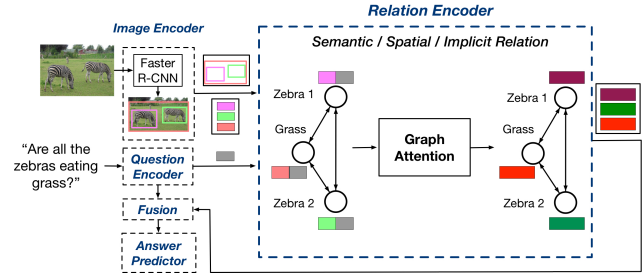 Relation Encoder
Image Encoder
Semantic / Spatial / Implicit Relation
Faster
R-CNN
Zebra 1
Grass
Zebra 2
Graph
Attention
Zebra 1
Grass
Zebra 2
“Are all the
zebras eating
grass?”
Question
Encoder
Fusion
Answer
Predictor